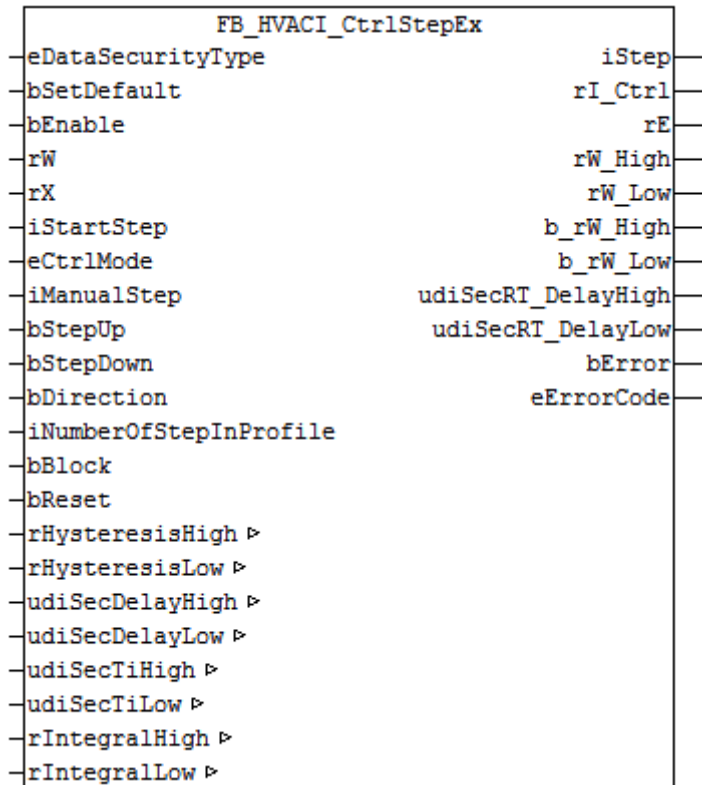 FB_HVACI_CtrlStepEx
eDataSecurityType iStep
bSetDefault rI_Ctrl
bEnable rE
rW rW_High
rX rW_Low
iStartStep b_rW_High
eCtrlMode b_rW_Low
iManualStep udiSecRT_DelayHigh
bStepUp udiSecRT_DelayLow
bStepDown bError
bDirection eErrorCode
iNumberOfStepInProfile
bBlock
bReset
rHysteresisHigh
rHysteresisLow
udiSecDelayHigh
udiSecDelayLow
udiSecTiHigh
udiSecTiLow
rIntegralHigh
rIntegralLow